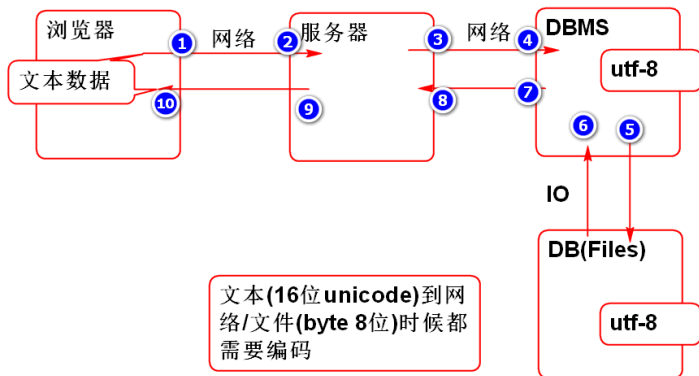 浏览器
文本数据
1
网络
2
服务器
3
网络
4
DBMS
utf-8
10
9
8
7
6
5
IO
DB(Files)
utf-8
文本(16位unicode)到网
络/文件(byte 8位)时候都
需要编码